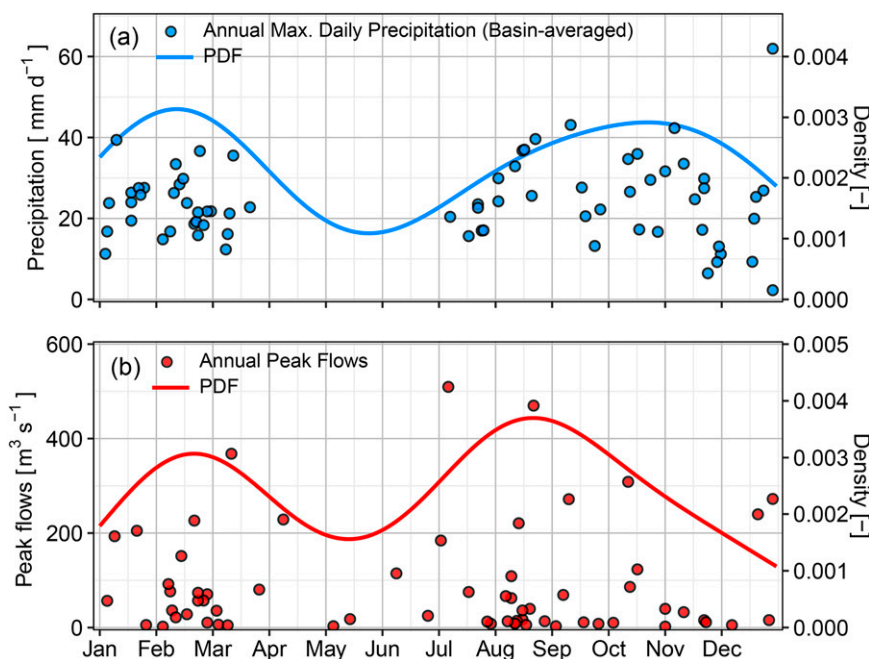 (a)
Annual Max. Daily Precipitation (Basin-averaged)
PDF
Precipitation [ mm d⁻¹]
60
40
20
0
Density [−]
0.004
0.003
0.002
0.001
0.000
(b)
Annual Peak Flows
PDF
Peak flows [m³ s⁻¹]
600
400
200
0
Density [−]
0.005
0.004
0.003
0.002
0.001
0.000
Jan Feb Mar Apr May Jun Jul Aug Sep Oct Nov Dec